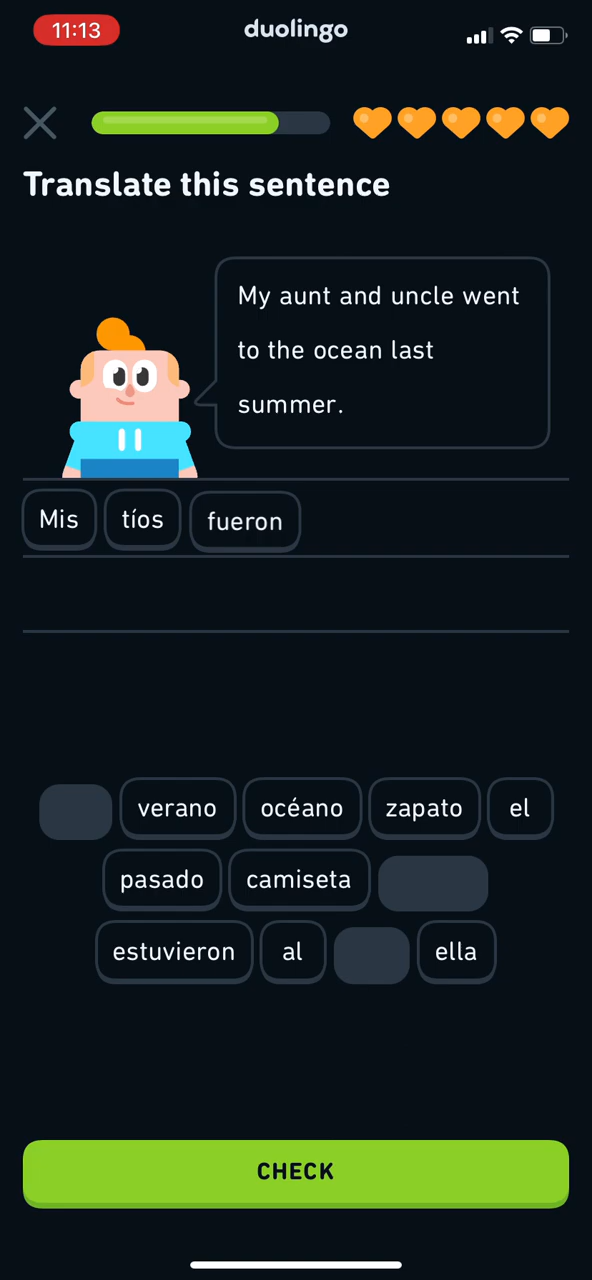 11:13 duolingo
Translate this sentence
My aunt and uncle went
to the ocean last
summer.
Mis tíos fueron
verano océano zapato el
pasado camiseta
estuvieron al ella
CHECK